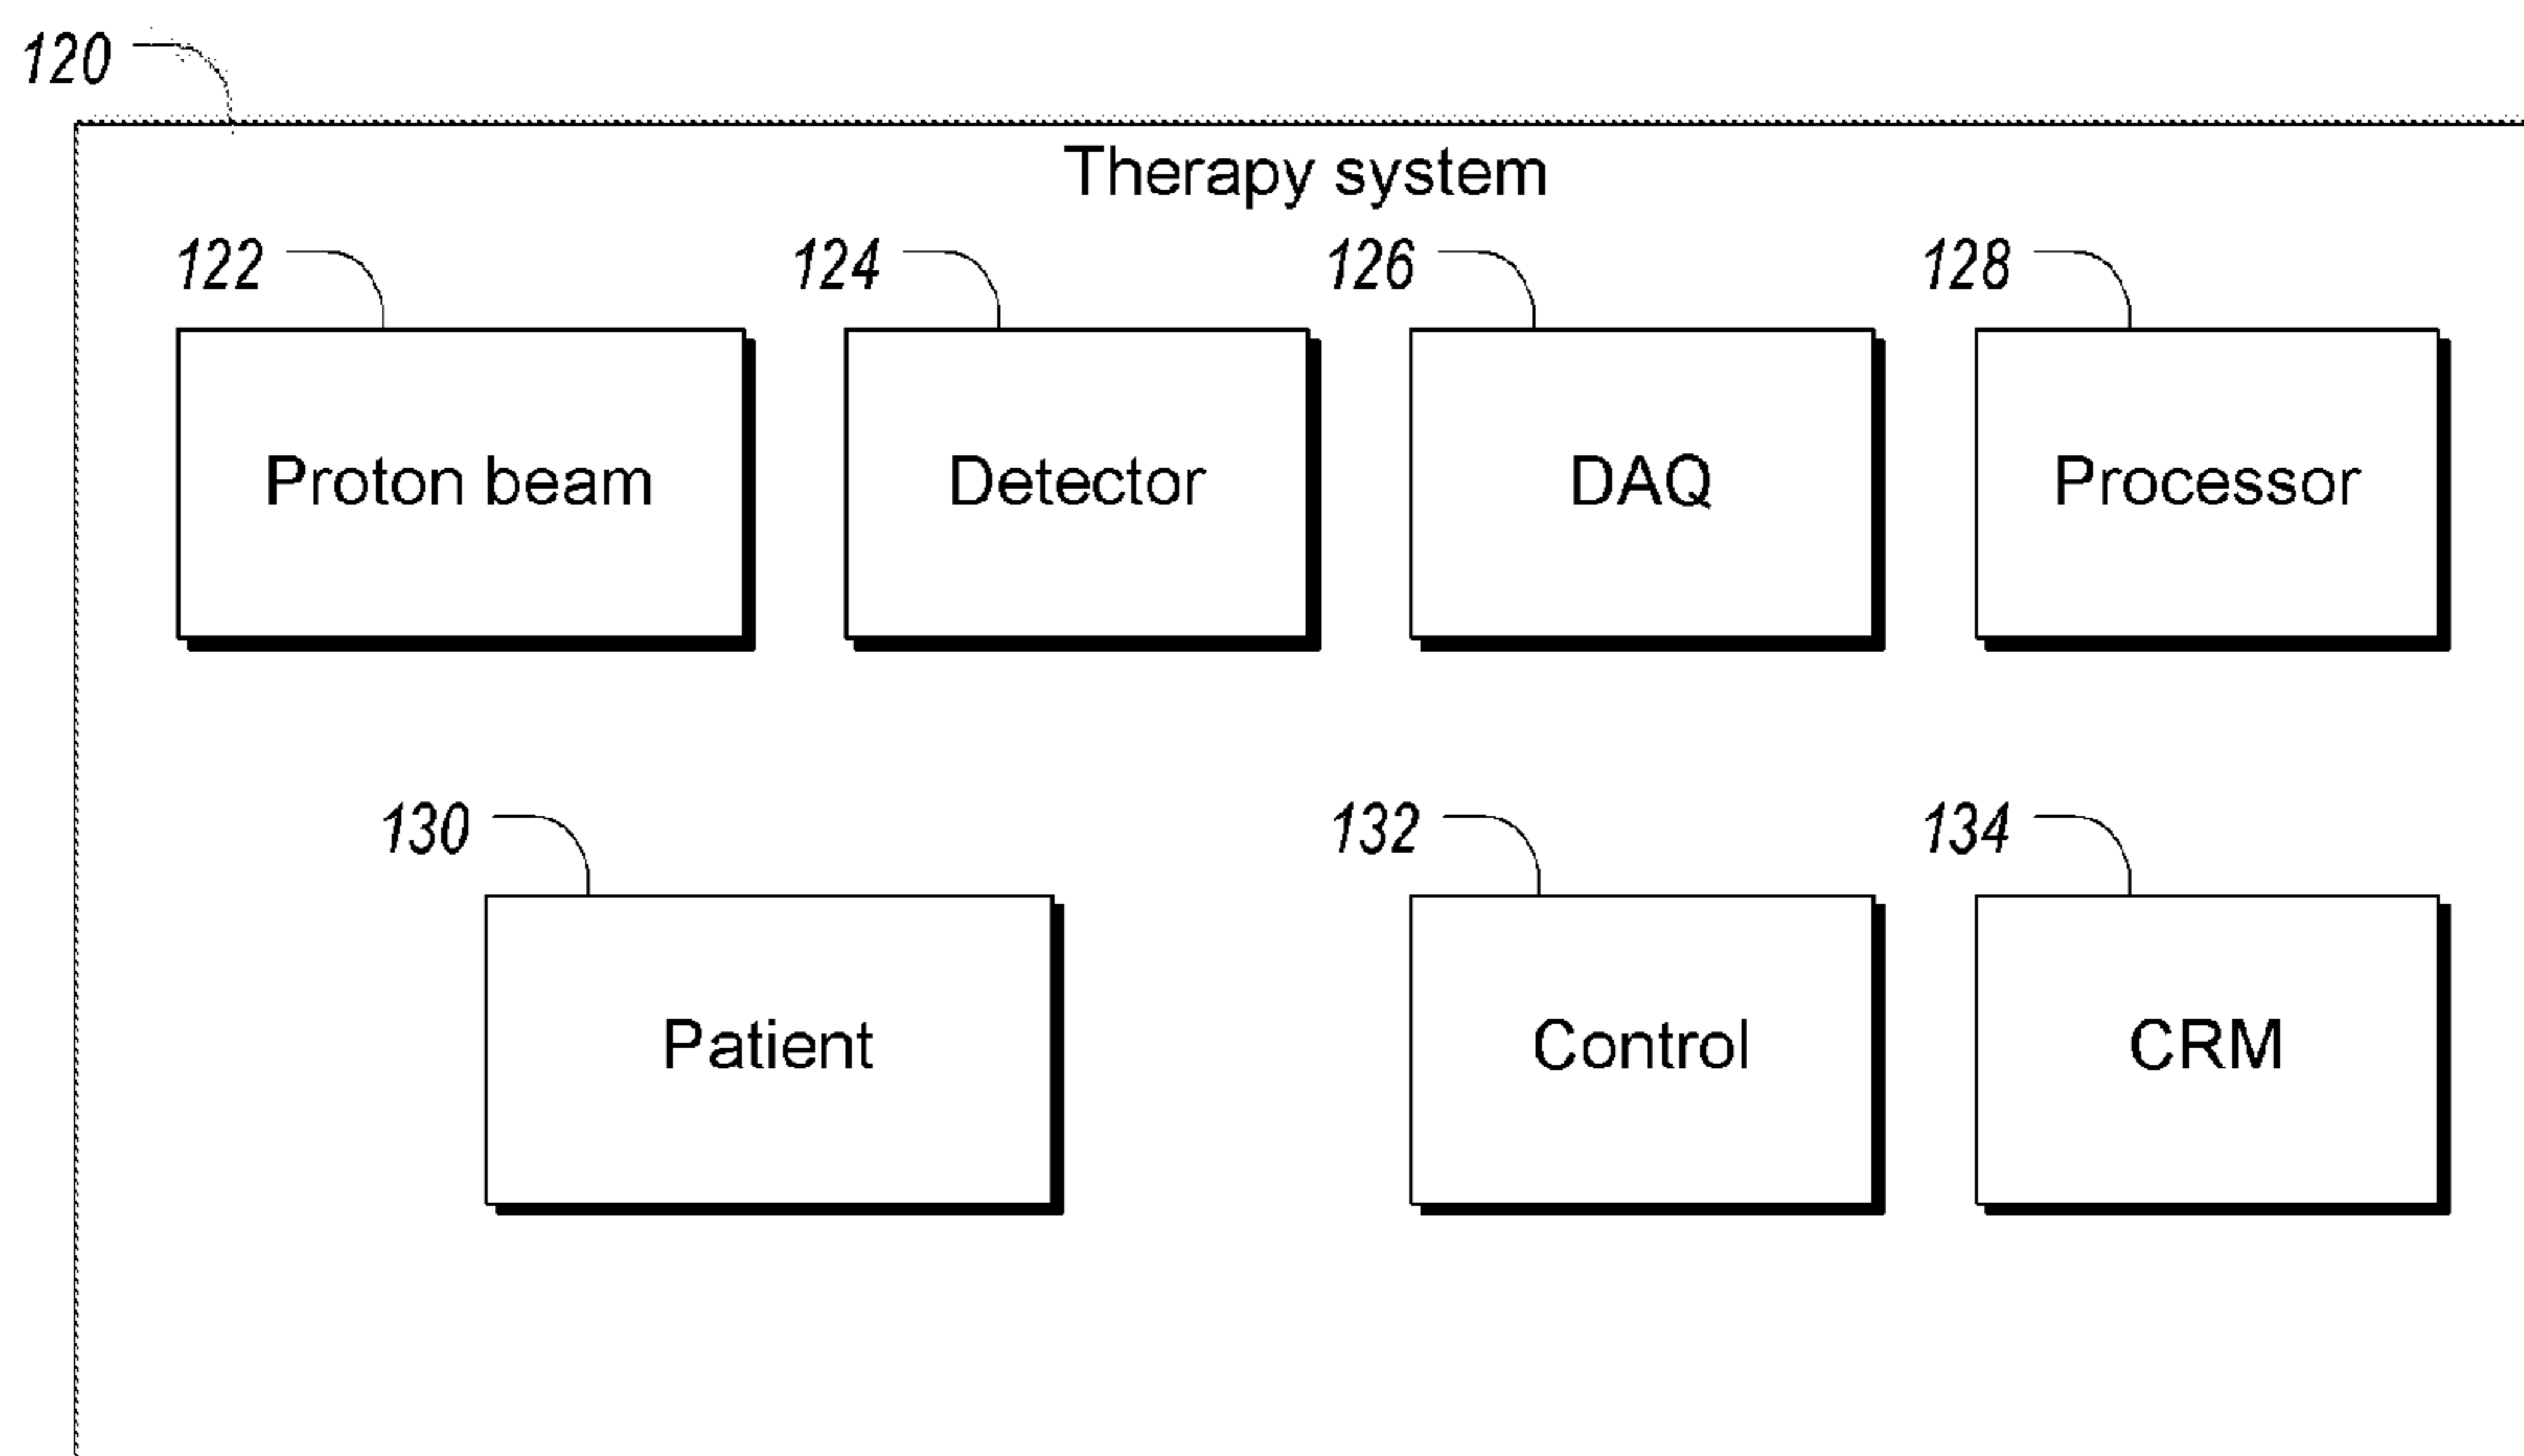 120
Therapy system
122 124 126 128
Proton beam Detector DAQ Processor
130 132 134
Patient Control CRM